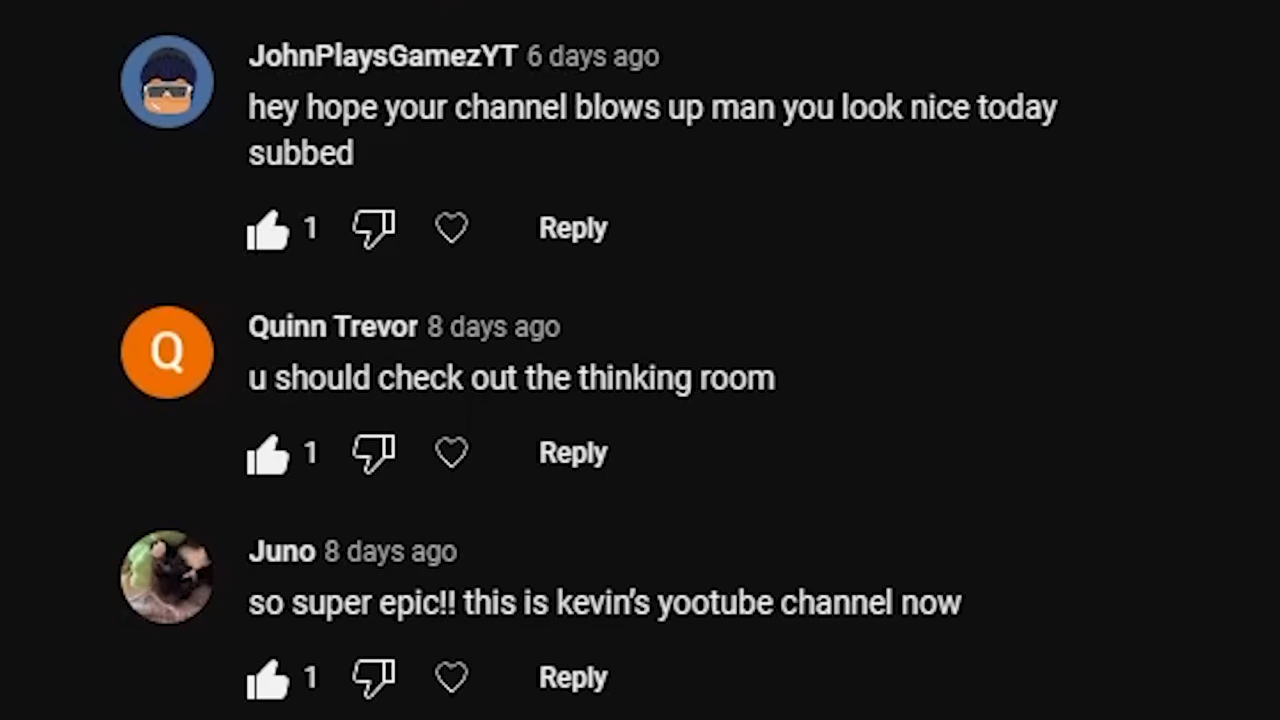 JohnPlaysGamezYT 6 days ago
hey hope your channel blows up man you look nice today
subbed
1 Reply
Q
Quinn Trevor 8 days ago
u should check out the thinking room
1 Reply
Juno 8 days ago
so super epic!! this is kevin's yootube channel now
1 Reply